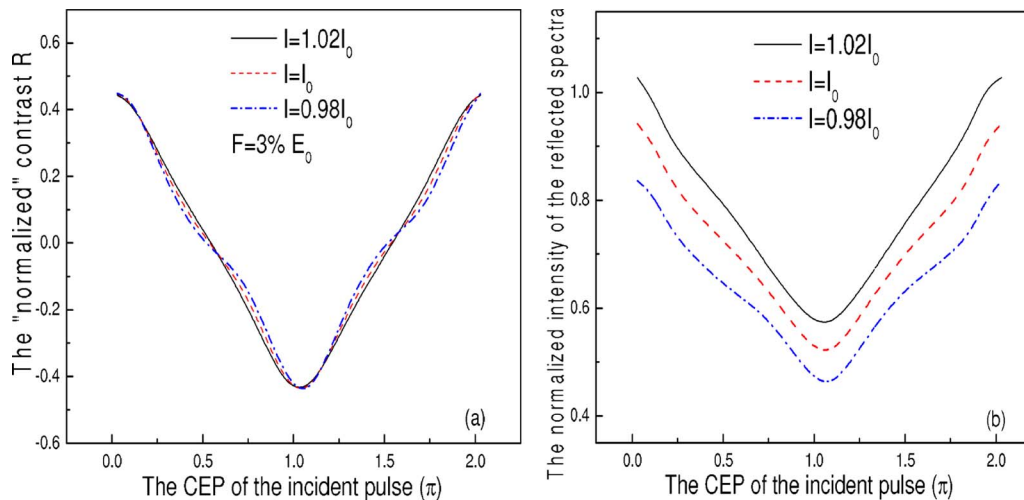 The "normalized" contrast R
0.6
0.4
0.2
0.0
-0.2
-0.4
-0.6
I=1.02I0
I=I0
I=0.98I0
F=3% E0
(a)
0.0 0.5 1.0 1.5 2.0
The CEP of the incident pulse (π)
The normalized intensity of the reflected spectra
1.0
0.8
0.6
0.4
I=1.02I0
I=I0
I=0.98I0
(b)
0.0 0.5 1.0 1.5 2.0
The CEP of the incident pulse (π)